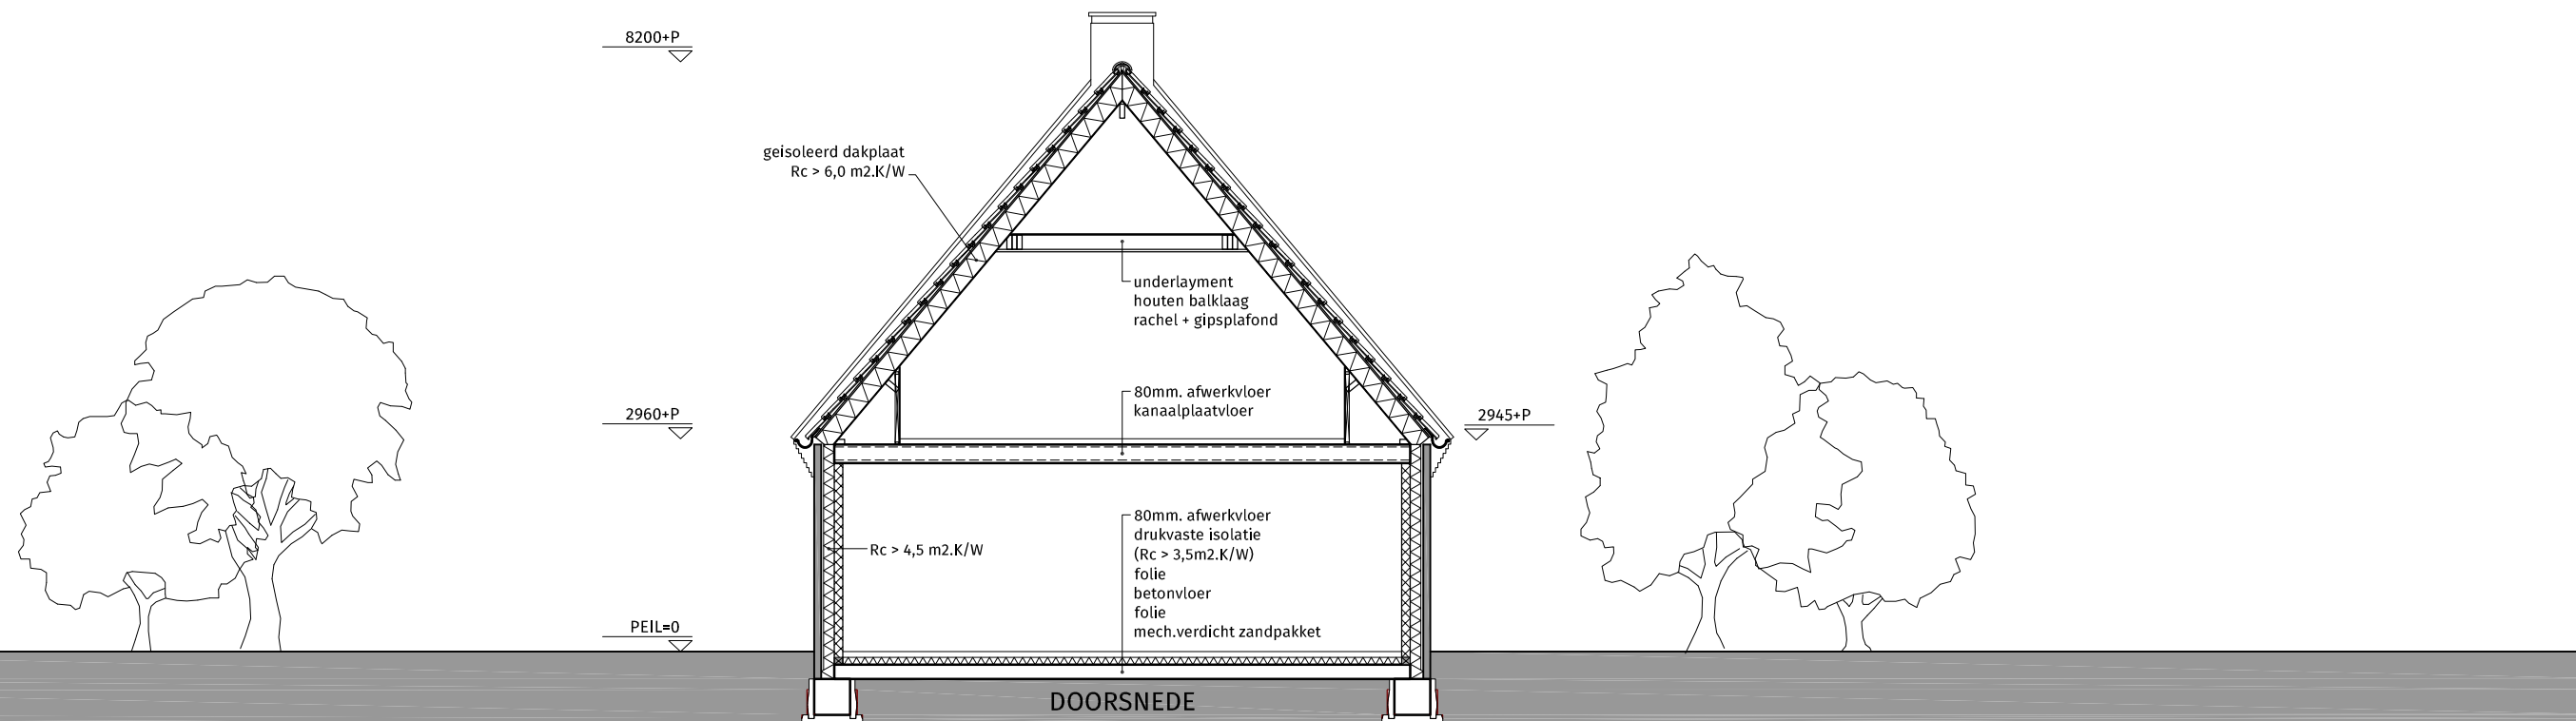 8200+P
geisoleerd dakplaat
Rc > 6,0 m2.K/W
underlayment
houten balklaag
rachel + gipsplafond
80mm. afwerkvloer
kanaalplaatvloer
2960+P
2945+P
80mm. afwerkvloer
drukvaste isolatie
(Rc > 3,5m2.K/W)
folie
betonvloer
folie
mech.verdicht zandpakket
Rc > 4,5 m2.K/W
PEIL=0
DOORSNEDE